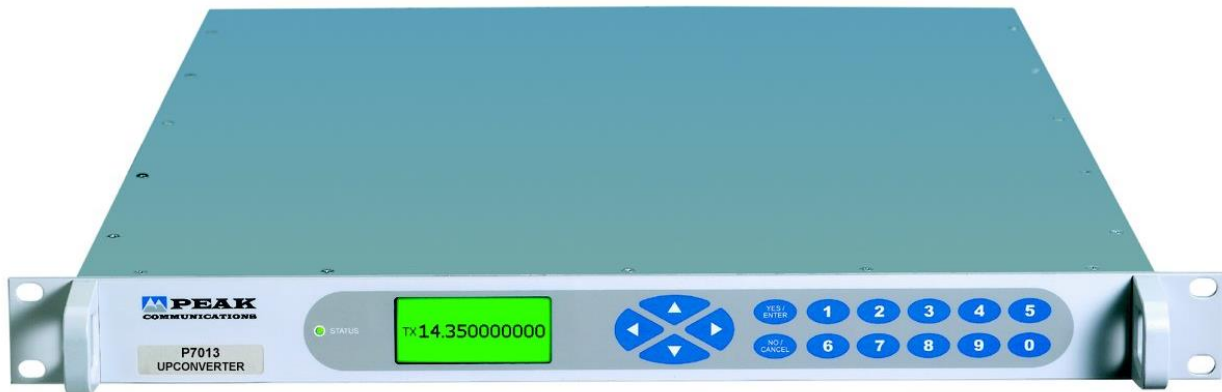 PEAK
COMMUNICATIONS
P7013
UPCONVERTER
STATUS
TX14.350000000
YES/
ENTER
1 2 3 4 5
NO/
CANCEL
6 7 8 9 0